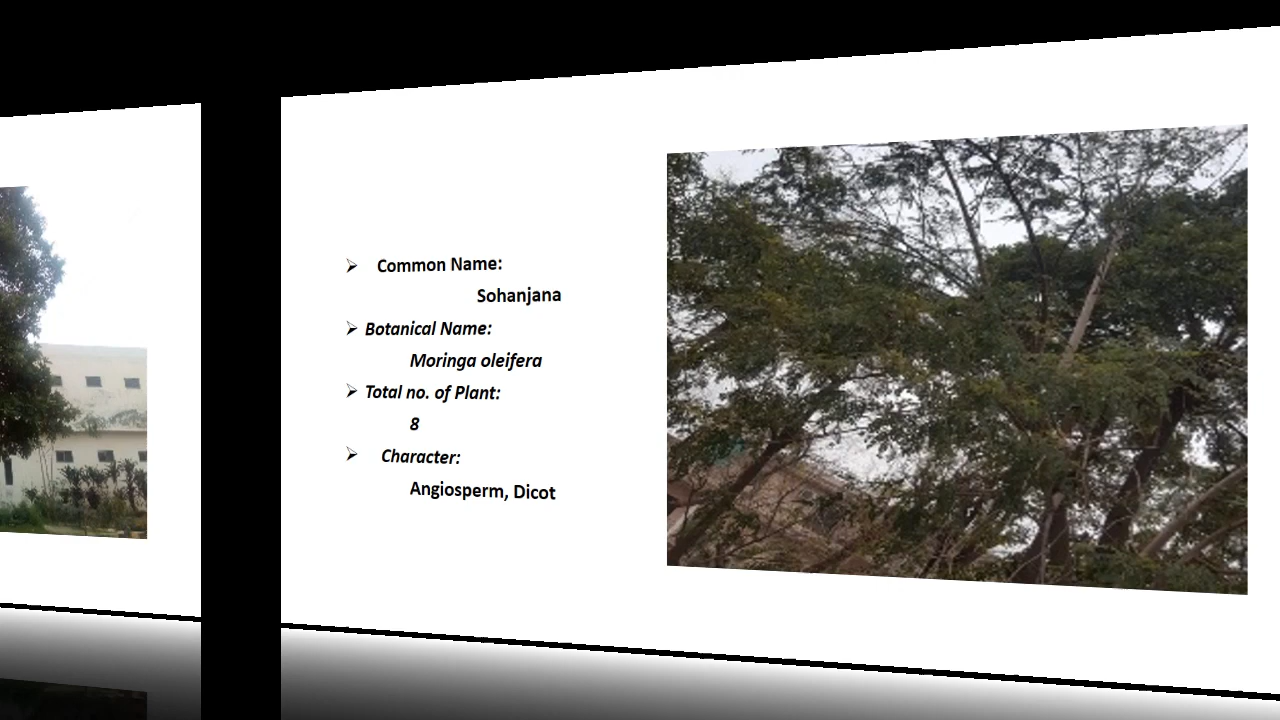 Common Name:
Sohanjana
Botanical Name:
Moringa oleifera
Total no. of Plant:
8
Character:
Angiosperm, Dicot